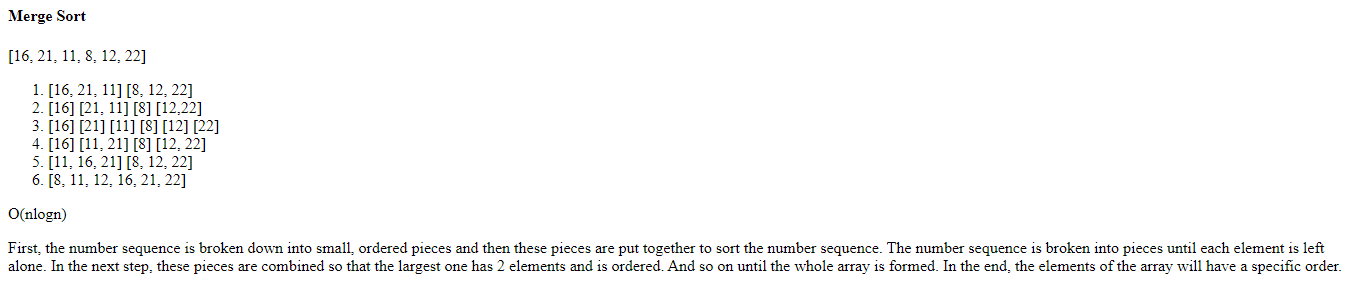 Merge Sort
[16, 21, 11, 8, 12, 22]
1. [16, 21, 11] [8, 12, 22]
2. [16] [21, 11] [8] [12,22]
3. [16] [21] [11] [8] [12] [22]
4. [16] [11, 21] [8] [12, 22]
5. [11, 16, 21] [8, 12, 22]
6. [8, 11, 12, 16, 21, 22]
O(nlogn)
First, the number sequence is broken down into small, ordered pieces and then these pieces are put together to sort the number sequence. The number sequence is broken into pieces until each element is left
alone. In the next step, these pieces are combined so that the largest one has 2 elements and is ordered. And so on until the whole array is formed. In the end, the elements of the array will have a specific order.